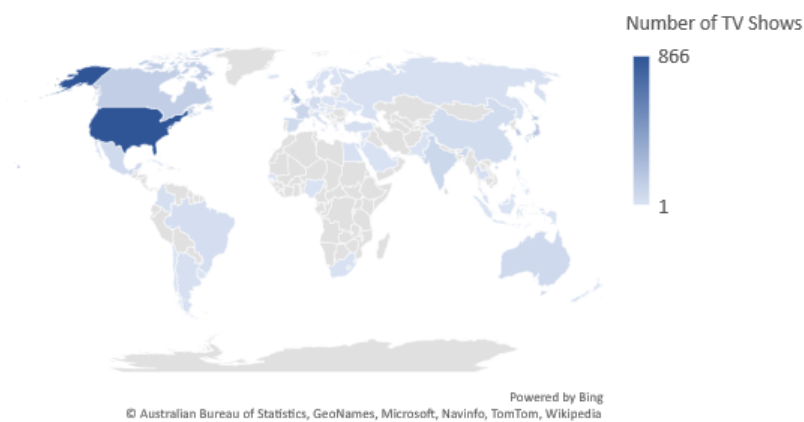 Number of TV Shows
866
1
Powered by Bing
© Australian Bureau of Statistics, GeoNames, Microsoft, Navinfo, TomTom, Wikipedia